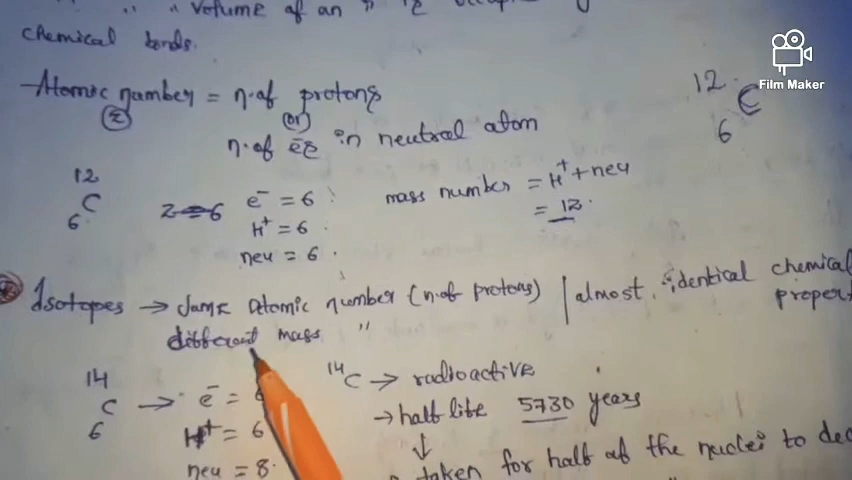 " " volume of an "
chemical bonds.
Film Maker
Atomic number = n.of protons
(Z) (or)
n.of ēs in neutral atom
12
C
6
12
C
6
Z=6 e⁻ = 6
H⁺ = 6
neu = 6
mass number = H⁺ + neu
= 12.
Isotopes → same Atomic number (n.of protons) | almost identical chemical
different mass " proper
14
C → e⁻ = 6
6 H⁺ = 6
neu = 8.
¹⁴C → radioactive
→ half life 5730 years
↓
taken for half of the nuclei to de